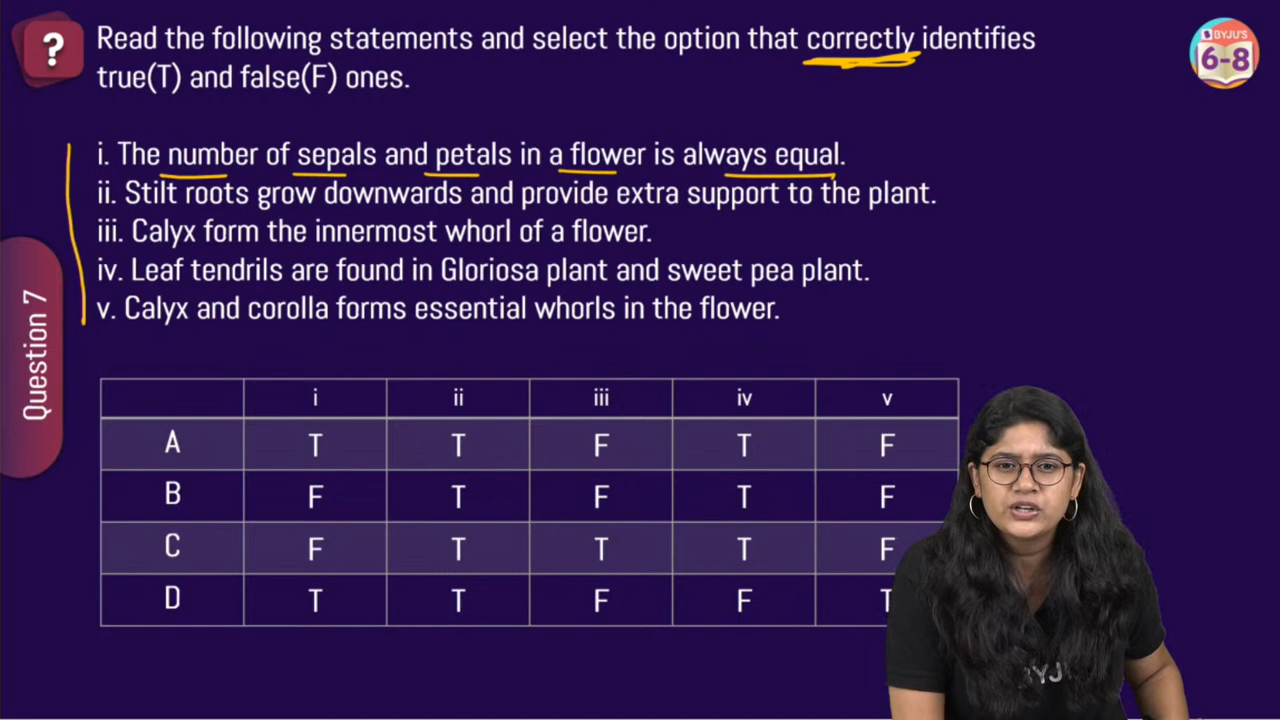 ?
Read the following statements and select the option that correctly identifies
true(T) and false(F) ones.
BYJU'S
6-8
i. The number of sepals and petals in a flower is always equal.
ii. Stilt roots grow downwards and provide extra support to the plant.
iii. Calyx form the innermost whorl of a flower.
iv. Leaf tendrils are found in Gloriosa plant and sweet pea plant.
v. Calyx and corolla forms essential whorls in the flower.
Question 7
i ii iii iv v
A T T F T F
B F T F T F
C F T T T F
D T T F F T